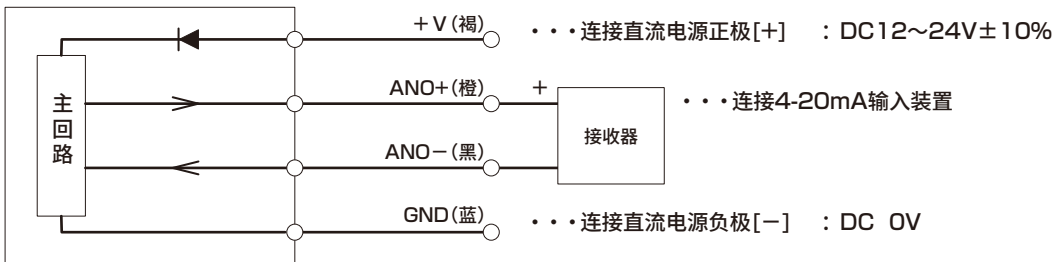 +V(褐) ・・・连接直流电源正极[+] : DC12~24V±10%
主回路
ANO+(橙) + ・・・连接4-20mA输入装置
接收器
ANO-(黑)
GND(蓝) ・・・连接直流电源负极[-] : DC 0V